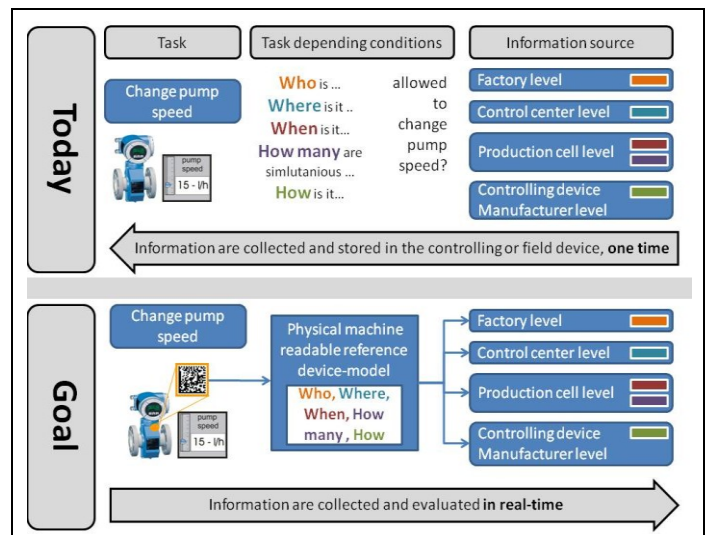 Today
Task
Task depending conditions
Information source
Change pump
speed
pump
speed
15 - l/h
Who is ...
Where is it ..
When is it...
How many are
simlutanious ...
How is it...
allowed
to
change
pump
speed?
Factory level
Control center level
Production cell level
Controlling device
Manufacturer level
Information are collected and stored in the controlling or field device, one time
Goal
Change pump
speed
pump
speed
15 - l/h
Physical machine
readable reference
device-model
Who, Where,
When, How
many , How
Factory level
Control center level
Production cell level
Controlling device
Manufacturer level
Information are collected and evaluated in real-time